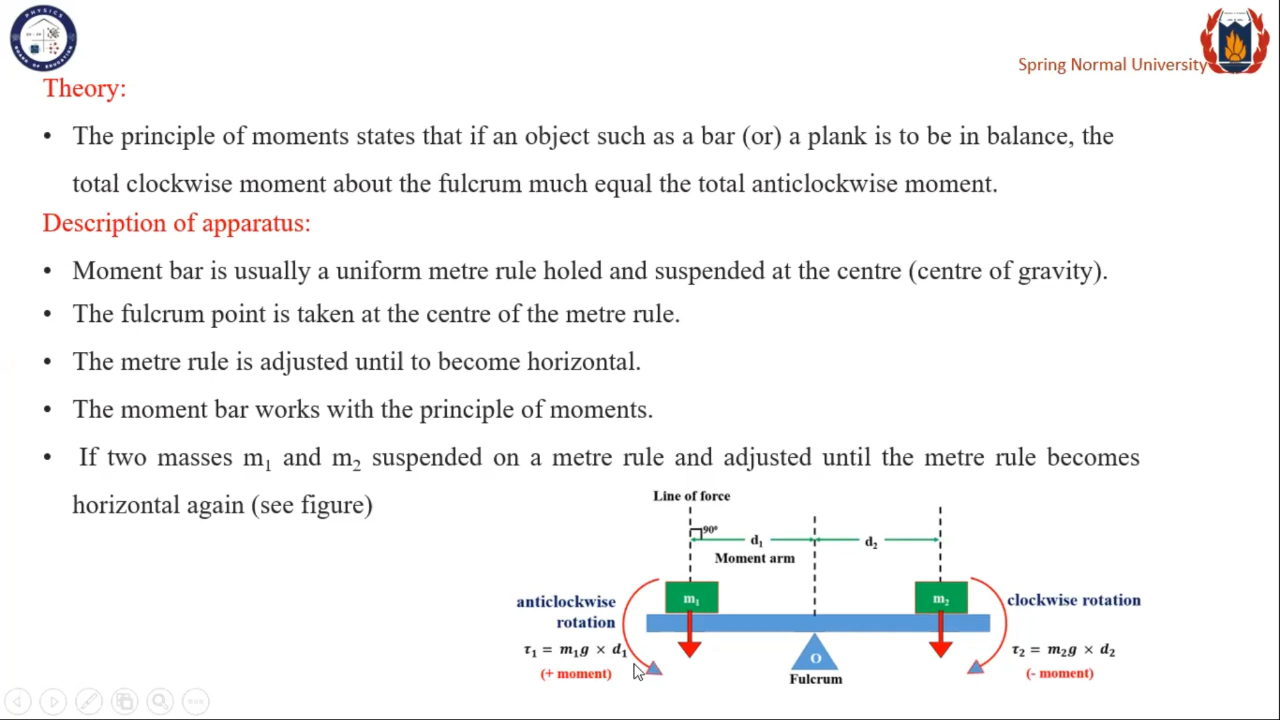 PHYSICS
BOARD OF EDUCATION
Spring Normal University
Theory:
• The principle of moments states that if an object such as a bar (or) a plank is to be in balance, the
total clockwise moment about the fulcrum much equal the total anticlockwise moment.
Description of apparatus:
• Moment bar is usually a uniform metre rule holed and suspended at the centre (centre of gravity).
• The fulcrum point is taken at the centre of the metre rule.
• The metre rule is adjusted until to become horizontal.
• The moment bar works with the principle of moments.
• If two masses m₁ and m₂ suspended on a metre rule and adjusted until the metre rule becomes
horizontal again (see figure)
Line of force
90°
d₁
d₂
Moment arm
anticlockwise
rotation
m₁
m₂
clockwise rotation
τ₁ = m₁g × d₁
(+ moment)
O
Fulcrum
τ₂ = m₂g × d₂
(- moment)